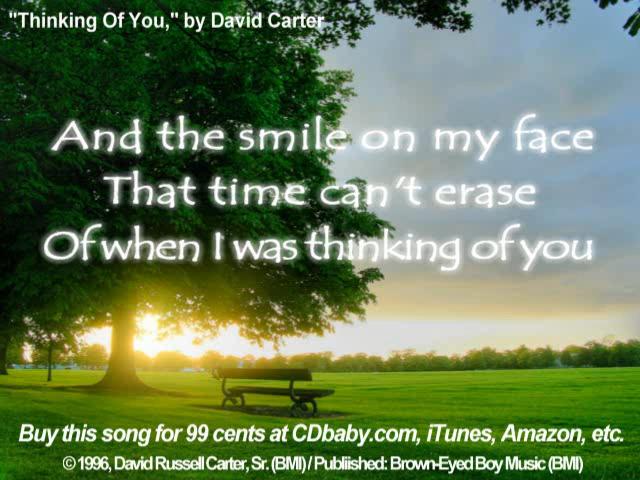 "Thinking Of You," by David Carter
And the smile on my face
That time can't erase
Of when I was thinking of you
Buy this song for 99 cents at CDbaby.com, iTunes, Amazon, etc.
© 1996, David Russell Carter, Sr. (BMI) / Publiished: Brown-Eyed Boy Music (BMI)